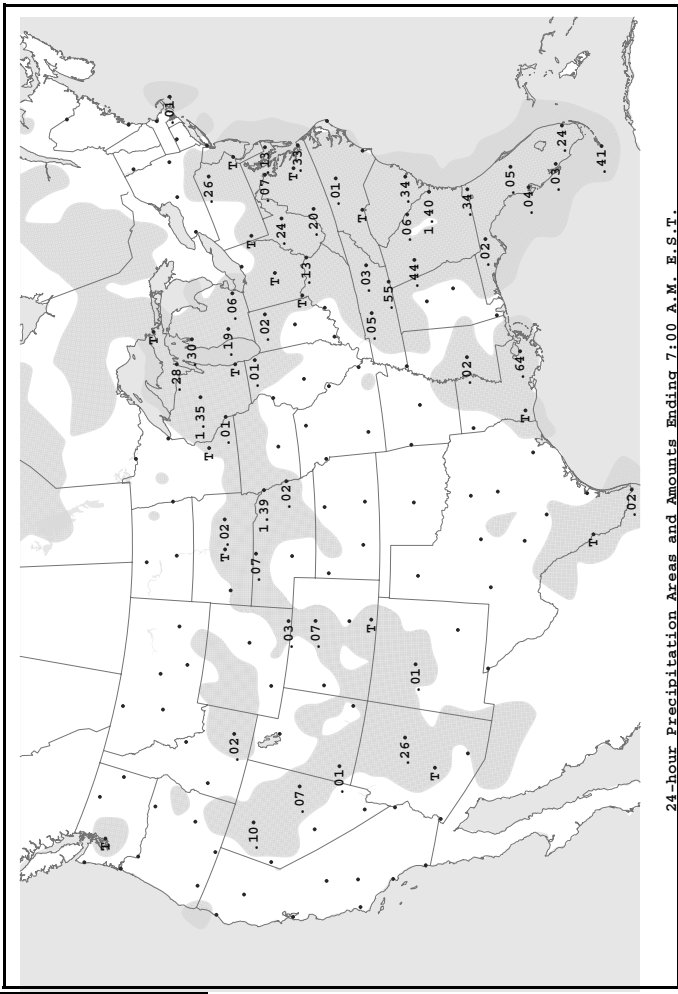 T
T
.01
.28
.30
1.35
T
.26
T .02
.01
.19
.06
.02
T
T
.10
.07
.01
T
1.39
.02
.07
.13
T
.24
.02
.03
T
.33
.07
T
.13
.20
.07
.01
.01
T
.03
T
.05
.55
.26
.34
.06
.44
.01
1.40
T
.02
.34
.02
.05
.64
T
.04
.03
.24
T
.41
.02
24-hour Precipitation Areas and Amounts Ending 7:00 A.M. E.S.T.